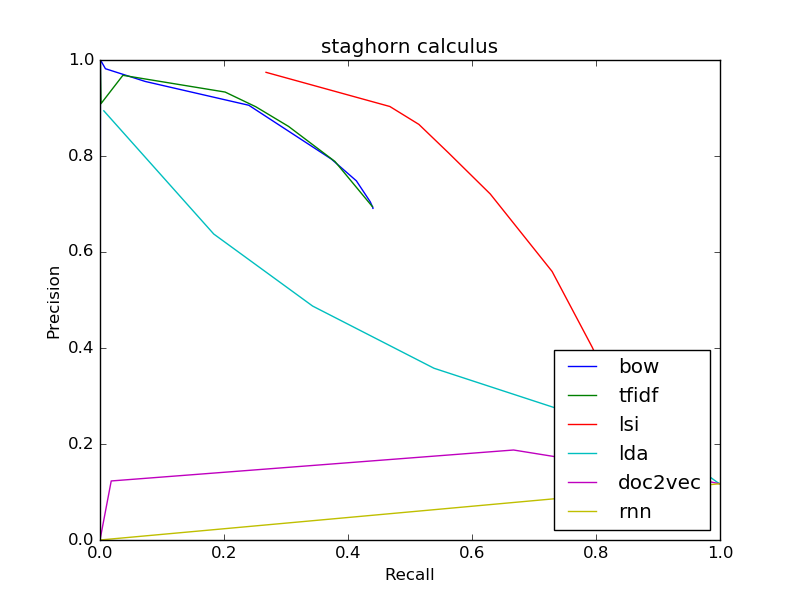 staghorn calculus
1.0
0.8
0.6
0.4
0.2
0.0
Precision
0.0 0.2 0.4 0.6 0.8 1.0
Recall
bow
tfidf
lsi
lda
doc2vec
rnn